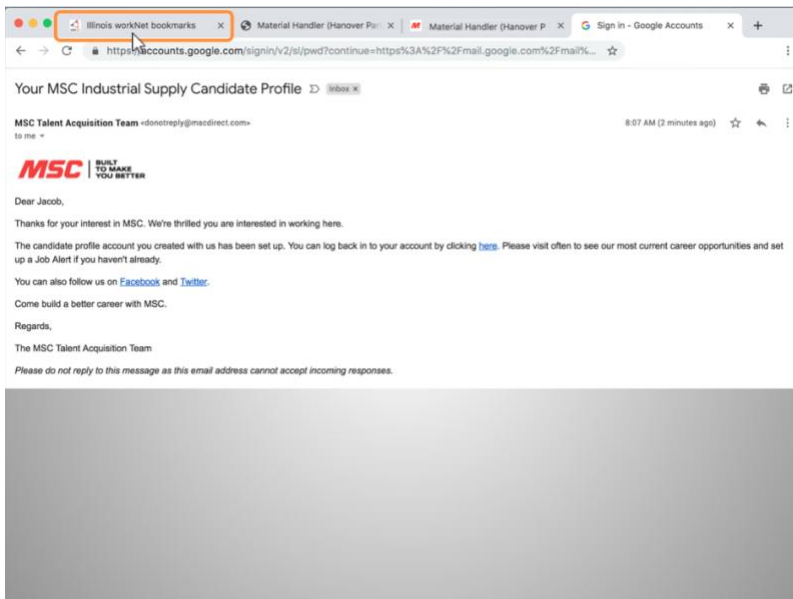 Illinois workNet bookmarks × Material Handler (Hanover Par × M Material Handler (Hanover P × G Sign in - Google Accounts × +
https://accounts.google.com/signin/v2/sl/pwd?continue=https%3A%2F%2Fmail.google.com%2Fmail%...
Your MSC Industrial Supply Candidate Profile Inbox ×
MSC Talent Acquisition Team <donotreply@mscdirect.com> 8:07 AM (2 minutes ago)
to me
MSC | BUILT
TO MAKE
YOU BETTER
Dear Jacob,
Thanks for your interest in MSC. We're thrilled you are interested in working here.
The candidate profile account you created with us has been set up. You can log back in to your account by clicking here. Please visit often to see our most current career opportunities and set
up a Job Alert if you haven't already.
You can also follow us on Facebook and Twitter.
Come build a better career with MSC.
Regards,
The MSC Talent Acquisition Team
Please do not reply to this message as this email address cannot accept incoming responses.